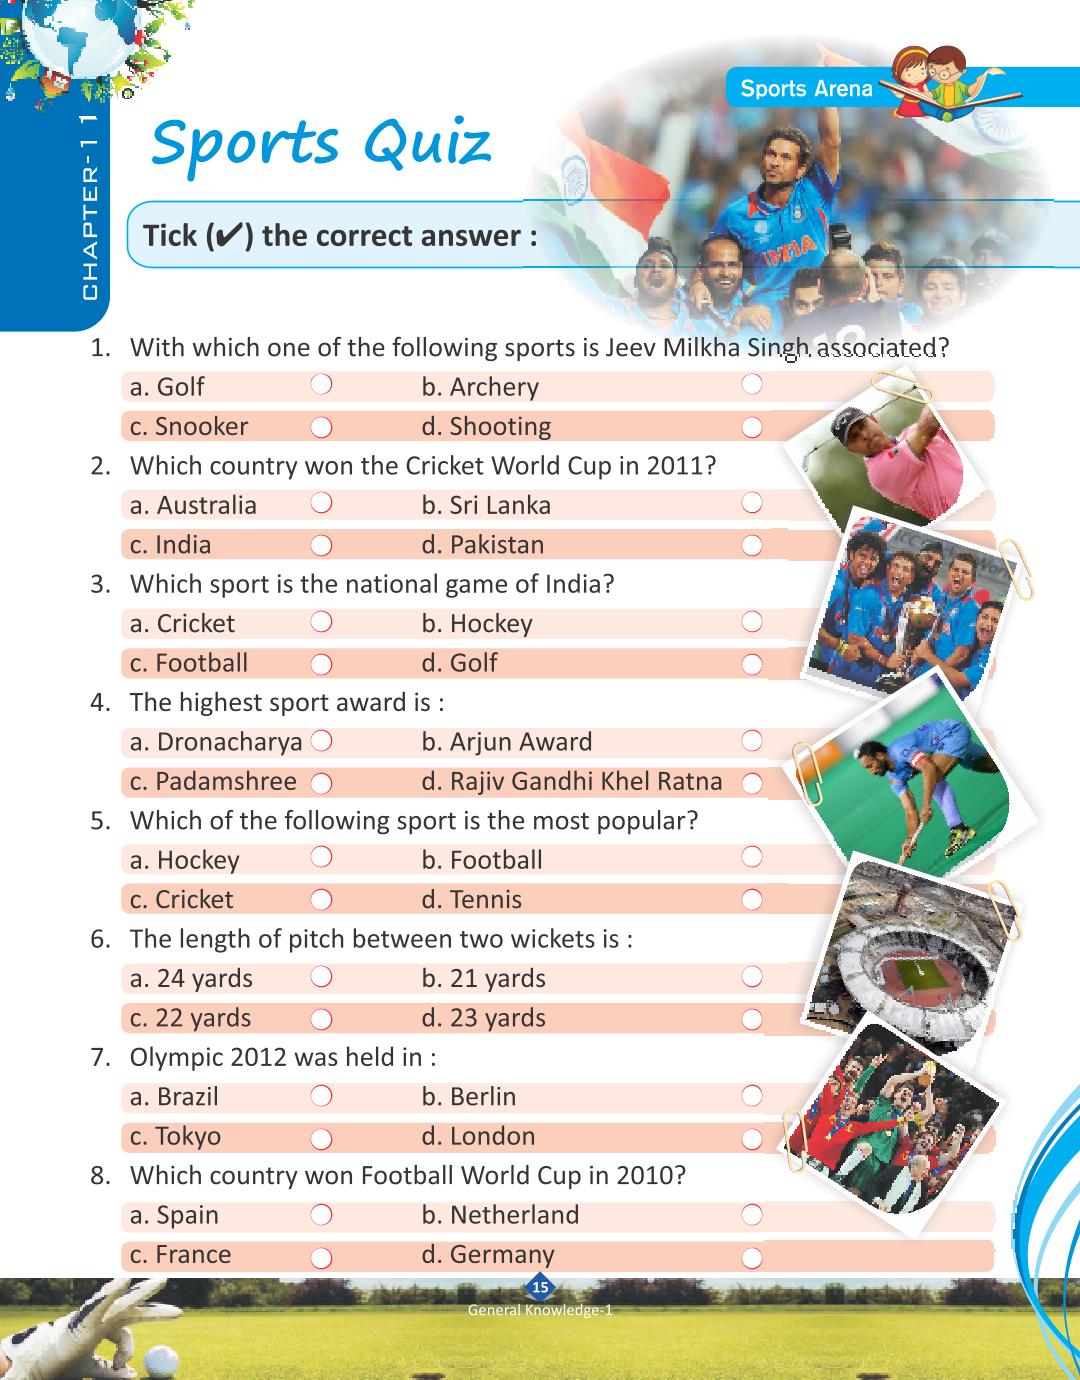 Sports Arena
CHAPTER-11
Sports Quiz
Tick (✔) the correct answer :
INDIA
1. With which one of the following sports is Jeev Milkha Singh associated?
a. Golf b. Archery
c. Snooker d. Shooting
2. Which country won the Cricket World Cup in 2011?
a. Australia b. Sri Lanka
c. India d. Pakistan
3. Which sport is the national game of India?
a. Cricket b. Hockey
c. Football d. Golf
4. The highest sport award is :
a. Dronacharya b. Arjun Award
c. Padamshree d. Rajiv Gandhi Khel Ratna
5. Which of the following sport is the most popular?
a. Hockey b. Football
c. Cricket d. Tennis
6. The length of pitch between two wickets is :
a. 24 yards b. 21 yards
c. 22 yards d. 23 yards
7. Olympic 2012 was held in :
a. Brazil b. Berlin
c. Tokyo d. London
8. Which country won Football World Cup in 2010?
a. Spain b. Netherland
c. France d. Germany
15
General Knowledge-1